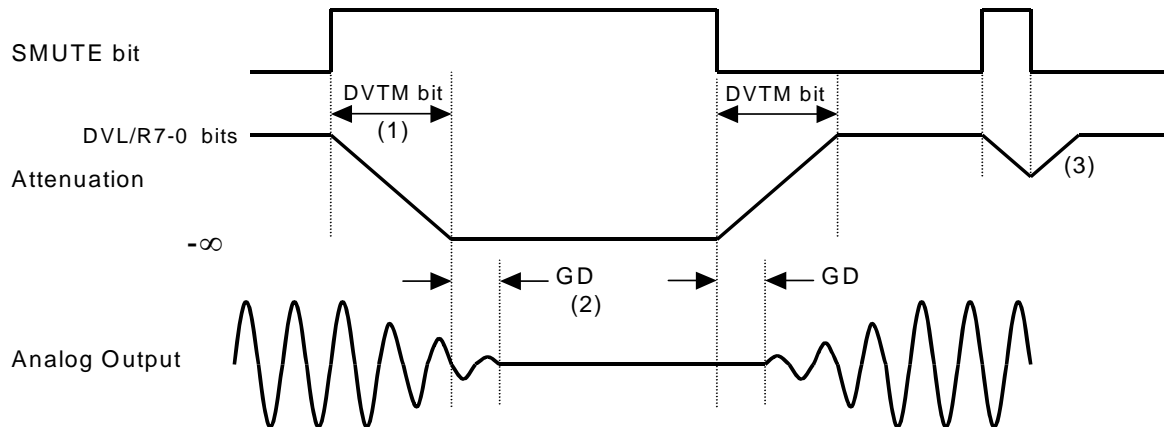 SMUTE bit
DVTM bit
DVTM bit
(1)
DVL/R7-0 bits
(3)
Attenuation
-∞
GD
GD
(2)
Analog Output